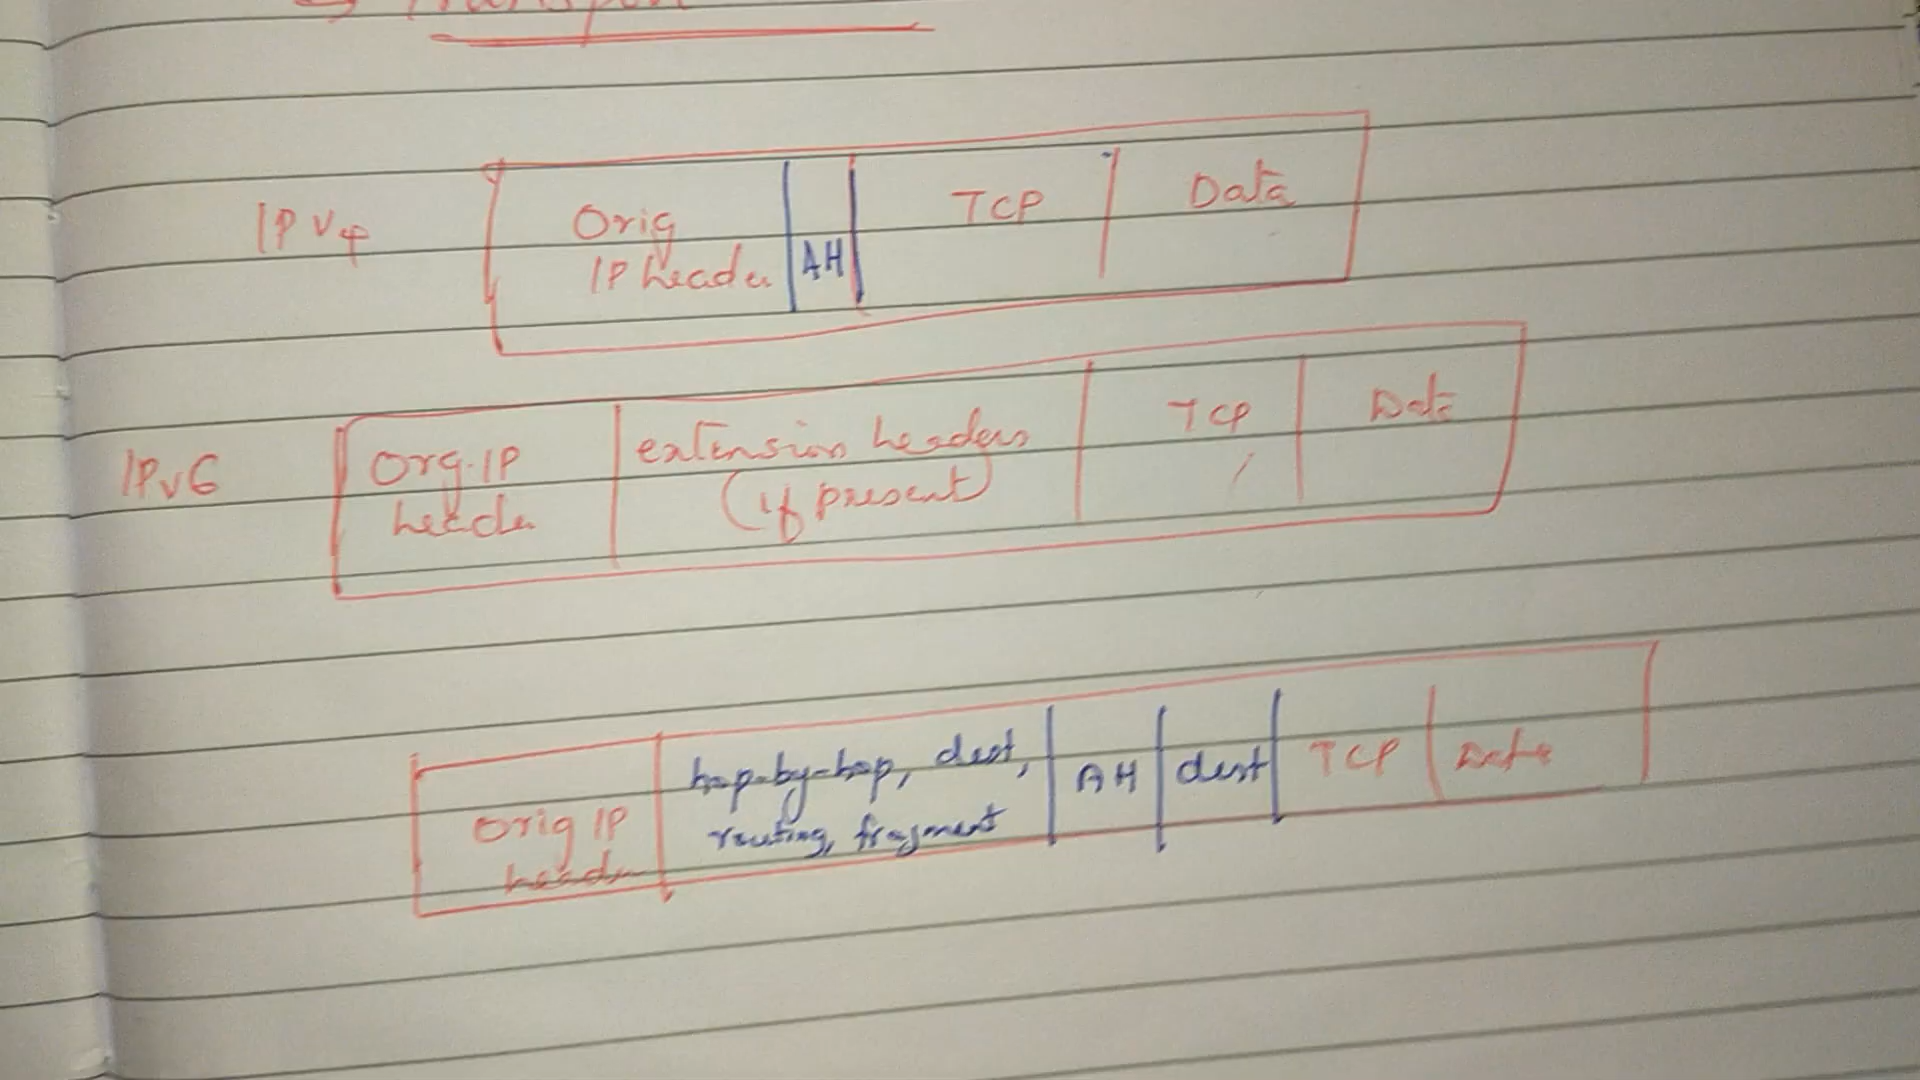 IPv4
Orig
IP header
AH
TCP
Data
IPv6
Org. IP
header
extension headers
(if present)
TCP
Data
Orig IP
header
hop-by-hop, dest,
routing, fragment
AH
dest
TCP
Data